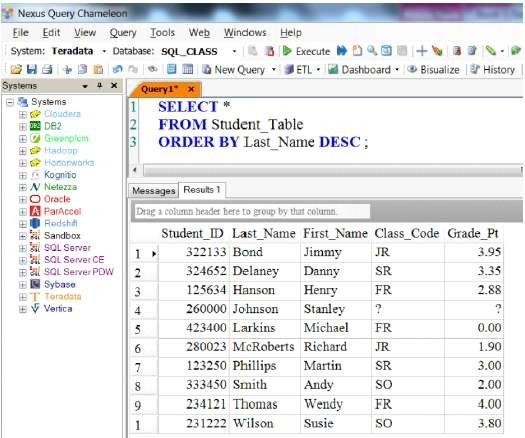 Nexus Query Chameleon
File Edit View Query Tools Web Windows Help
System: Teradata Database: SQL_CLASS Execute
New Query ETL Dashboard Bisualize History
Systems
Query1* x
Systems
Cloudera
DB2
Greenplum
Hadoop
Hortonworks
Kognitio
Netezza
Oracle
ParAccel
Redshift
Sandbox
SQL Server
SQL Server CE
SQL Server PDW
Sybase
Teradata
Vertica
1 SELECT *
2 FROM Student_Table
3 ORDER BY Last_Name DESC ;
Messages Results 1
Drag a column header here to group by that column.
Student_ID Last_Name First_Name Class_Code Grade_Pt
1 322133 Bond Jimmy JR 3.95
2 324652 Delaney Danny SR 3.35
3 125634 Hanson Henry FR 2.88
4 260000 Johnson Stanley ? ?
5 423400 Larkins Michael FR 0.00
6 280023 McRoberts Richard JR 1.90
7 123250 Phillips Martin SR 3.00
8 333450 Smith Andy SO 2.00
9 234121 Thomas Wendy FR 4.00
1 231222 Wilson Susie SO 3.80